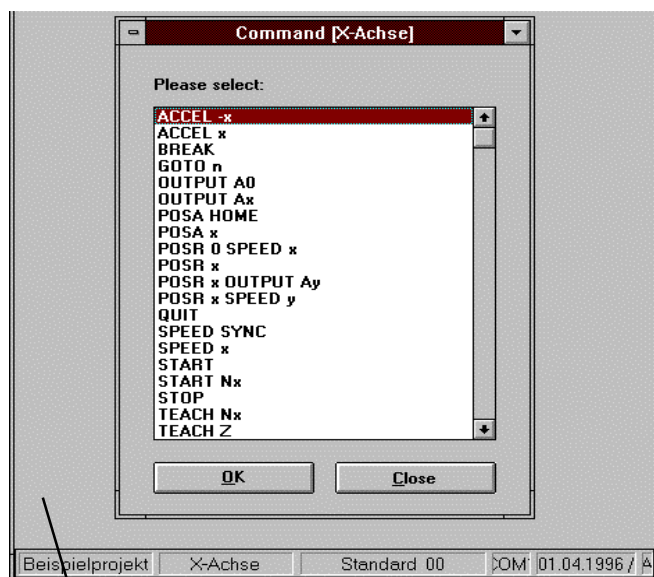 Command [X-Achse]
Please select:
ACCEL -x
ACCEL x
BREAK
GOTO n
OUTPUT A0
OUTPUT Ax
POSA HOME
POSA x
POSR 0 SPEED x
POSR x
POSR x OUTPUT Ay
POSR x SPEED y
QUIT
SPEED SYNC
SPEED x
START
START Nx
STOP
TEACH Nx
TEACH Z
OK Close
Beispielprojekt X-Achse Standard 00 COM 01.04.1996 / A